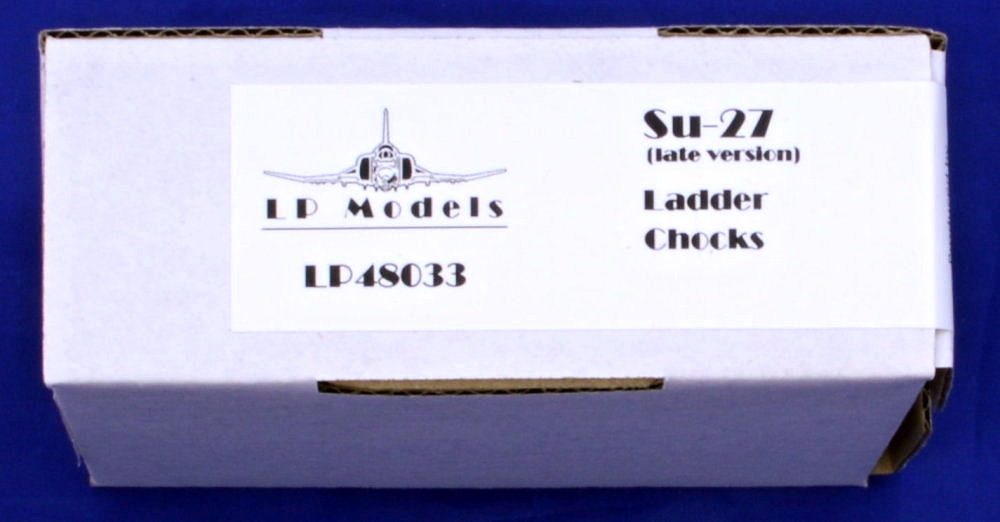 LP Models
LP48033
Su-27
(late version)
Ladder
Chocks